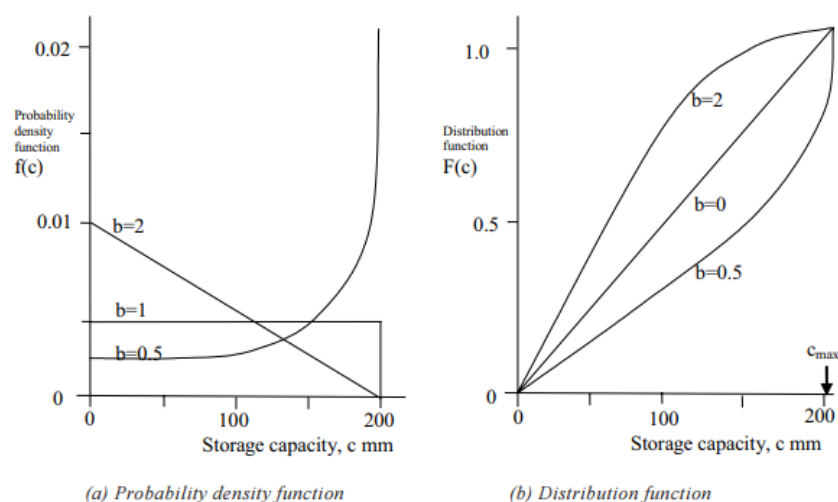 0.02
Probability
density
function
f(c)
0.01
b=2
b=1
b=0.5
0
0
100
200
Storage capacity, c mm
(a) Probability density function
1.0
Distribution
function
F(c)
0.5
b=2
b=0
b=0.5
c max
0
0
100
200
Storage capacity, c mm
(b) Distribution function